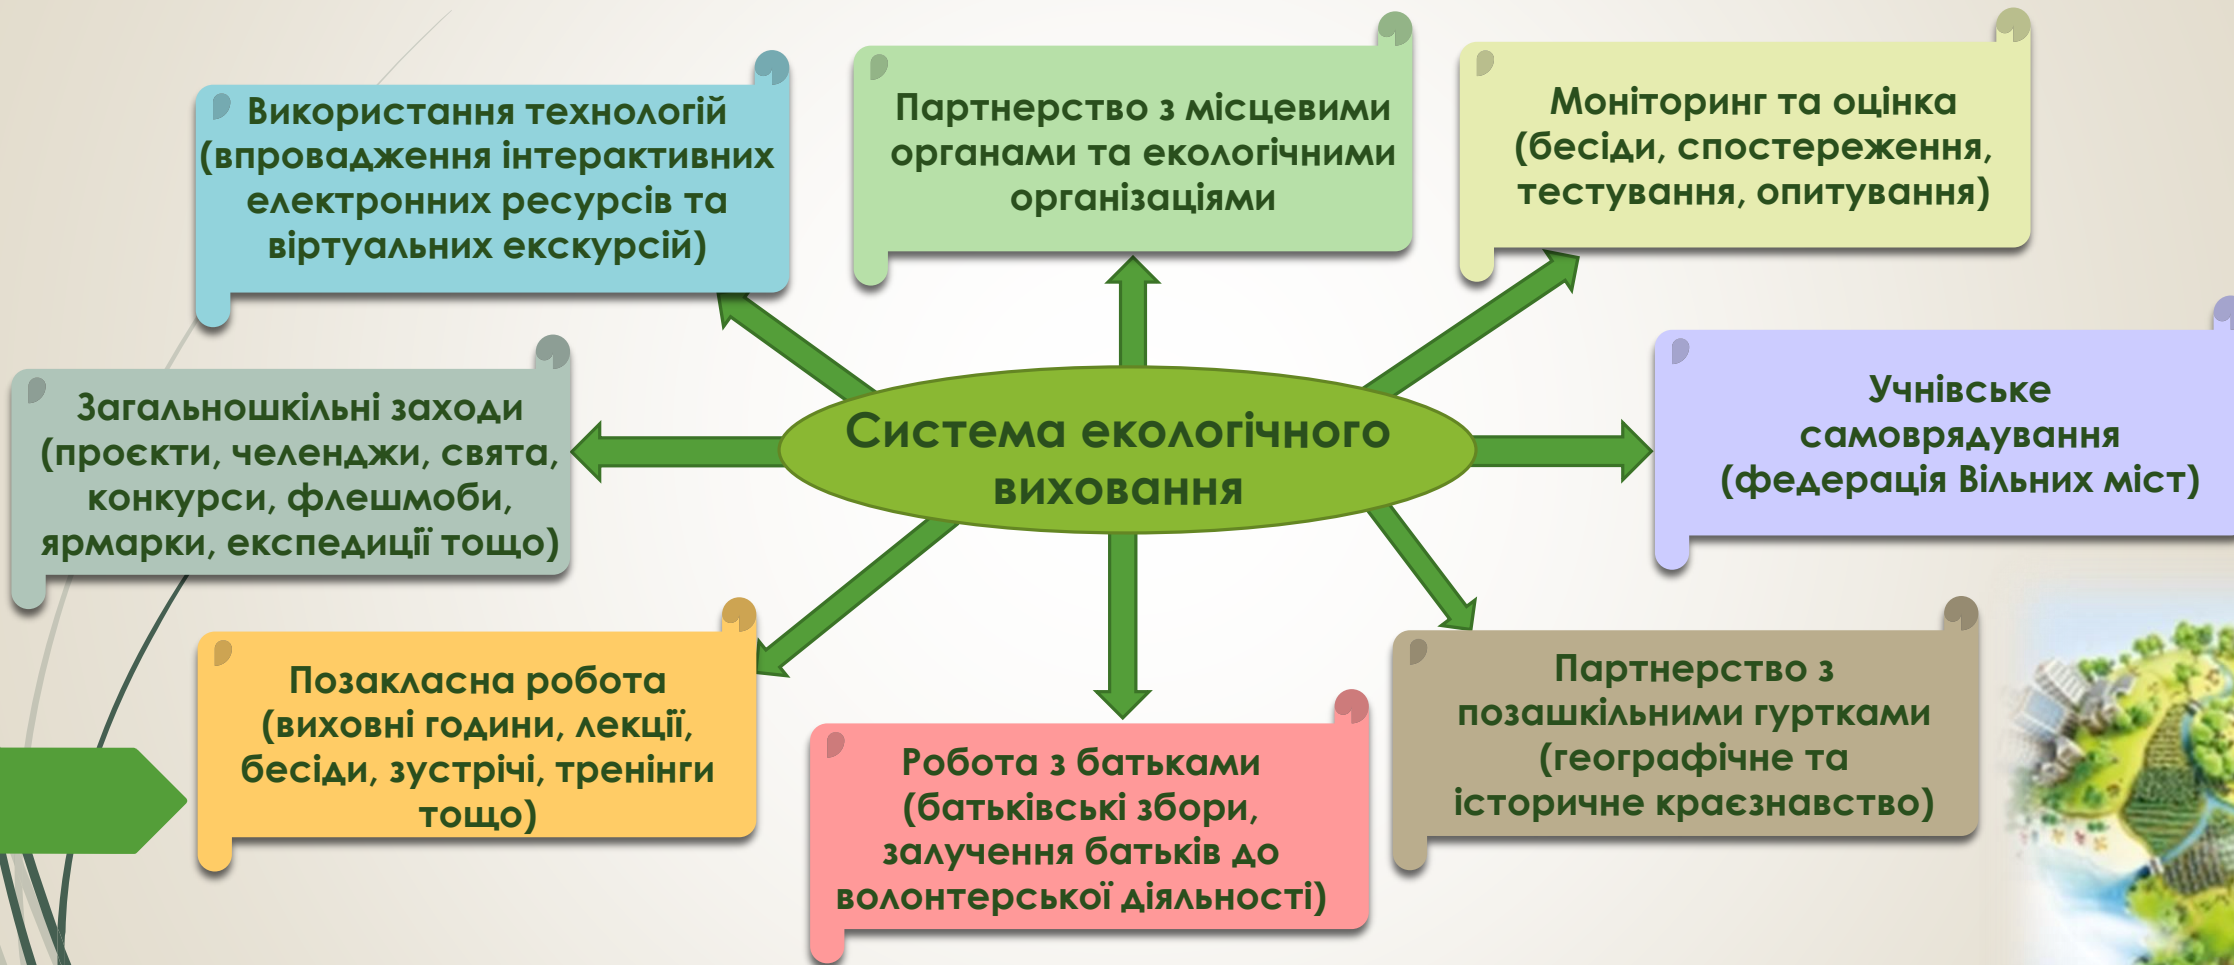 Використання технологій
(впровадження інтерактивних
електронних ресурсів та
віртуальних екскурсій)
Партнерство з місцевими
органами та екологічними
організаціями
Моніторинг та оцінка
(бесіди, спостереження,
тестування, опитування)
Загальношкільні заходи
(проєкти, челенджи, свята,
конкурси, флешмоби,
ярмарки, експедиції тощо)
Система екологічного
виховання
Учнівське
самоврядування
(федерація Вільних міст)
Позакласна робота
(виховні години, лекції,
бесіди, зустрічі, тренінги
тощо)
Робота з батьками
(батьківські збори,
залучення батьків до
волонтерської діяльності)
Партнерство з
позашкільними гуртками
(географічне та
історичне краєзнавство)